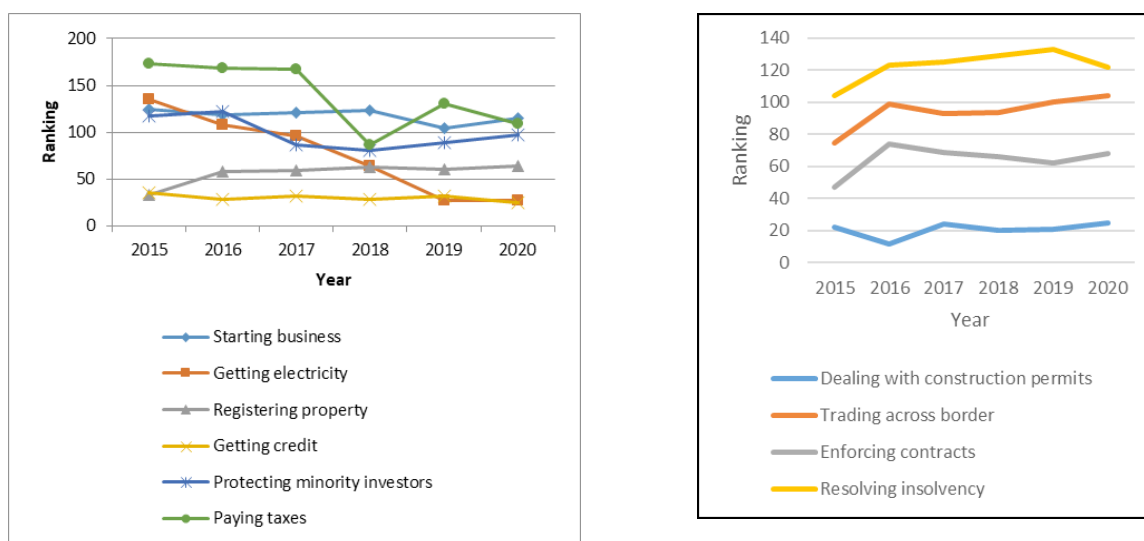 200
150
100
50
0
Ranking
2015 2016 2017 2018 2019 2020
Year
Starting business
Getting electricity
Registering property
Getting credit
Protecting minority investors
Paying taxes
140
120
100
80
60
40
20
0
Ranking
2015 2016 2017 2018 2019 2020
Year
Dealing with construction permits
Trading across border
Enforcing contracts
Resolving insolvency